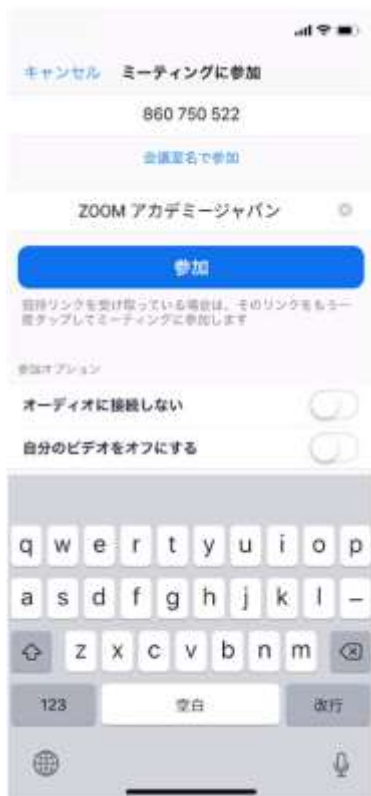 キャンセル ミーティングに参加
860 750 522
会議室名で参加
ZOOM アカデミージャパン
参加
招待リンクを受け取っている場合は、そのリンクをもう一
度タップしてミーティングに参加します
参加オプション
オーディオに接続しない
自分のビデオをオフにする
q w e r t y u i o p
a s d f g h j k l –
z x c v b n m
123 空白 改行